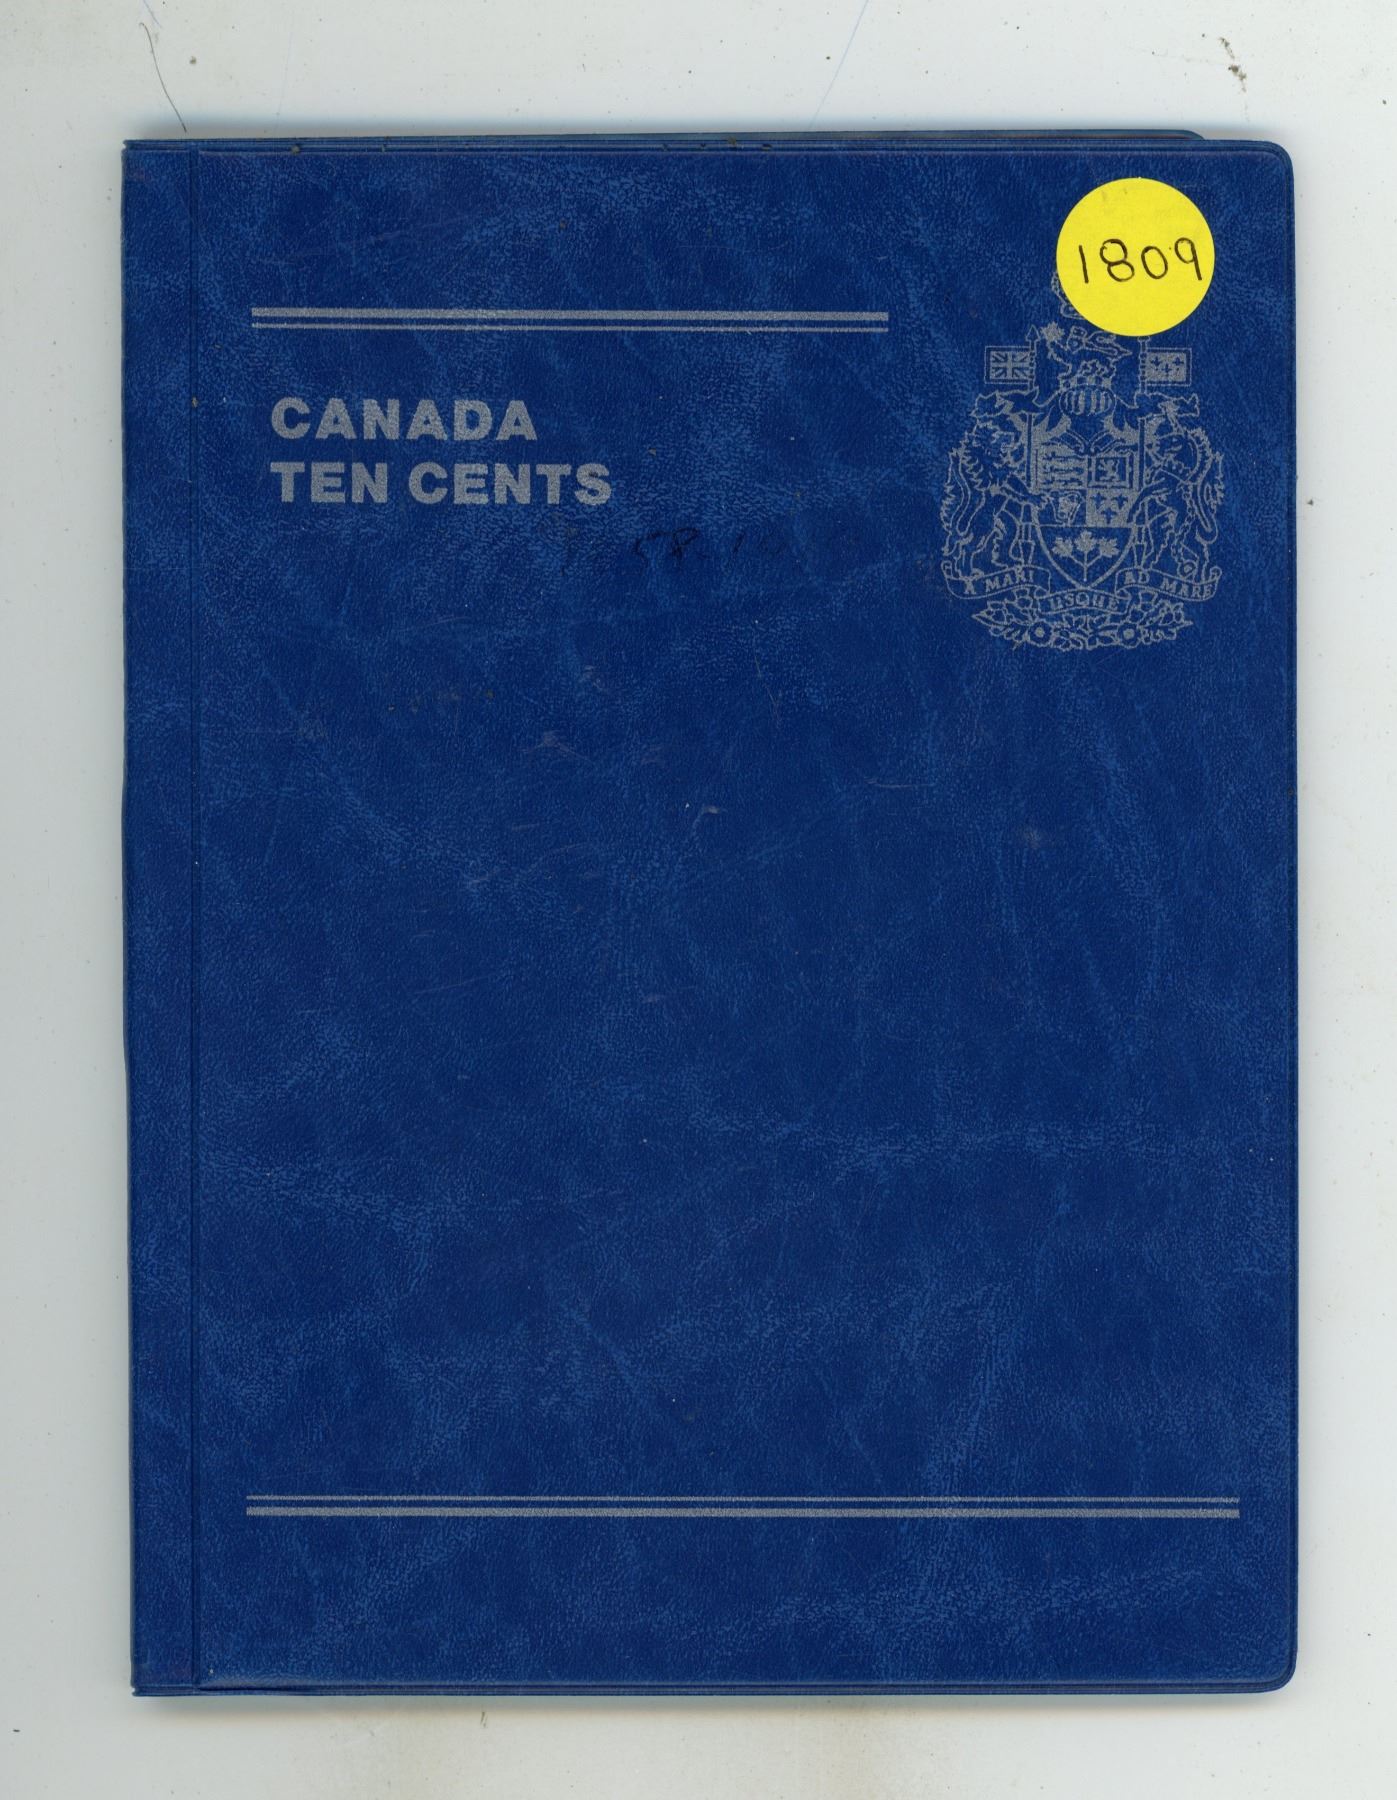 1809
CANADA
TEN CENTS
A MARI USQUE AD MARE